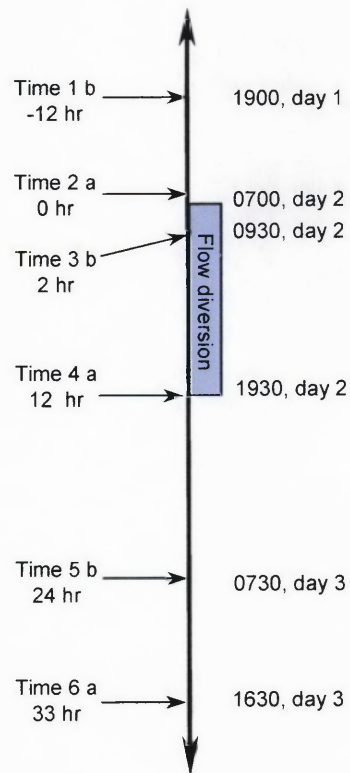 Time 1 b
-12 hr
1900, day 1
Time 2 a
0 hr
0700, day 2
0930, day 2
Time 3 b
2 hr
Flow diversion
Time 4 a
12 hr
1930, day 2
Time 5 b
24 hr
0730, day 3
Time 6 a
33 hr
1630, day 3